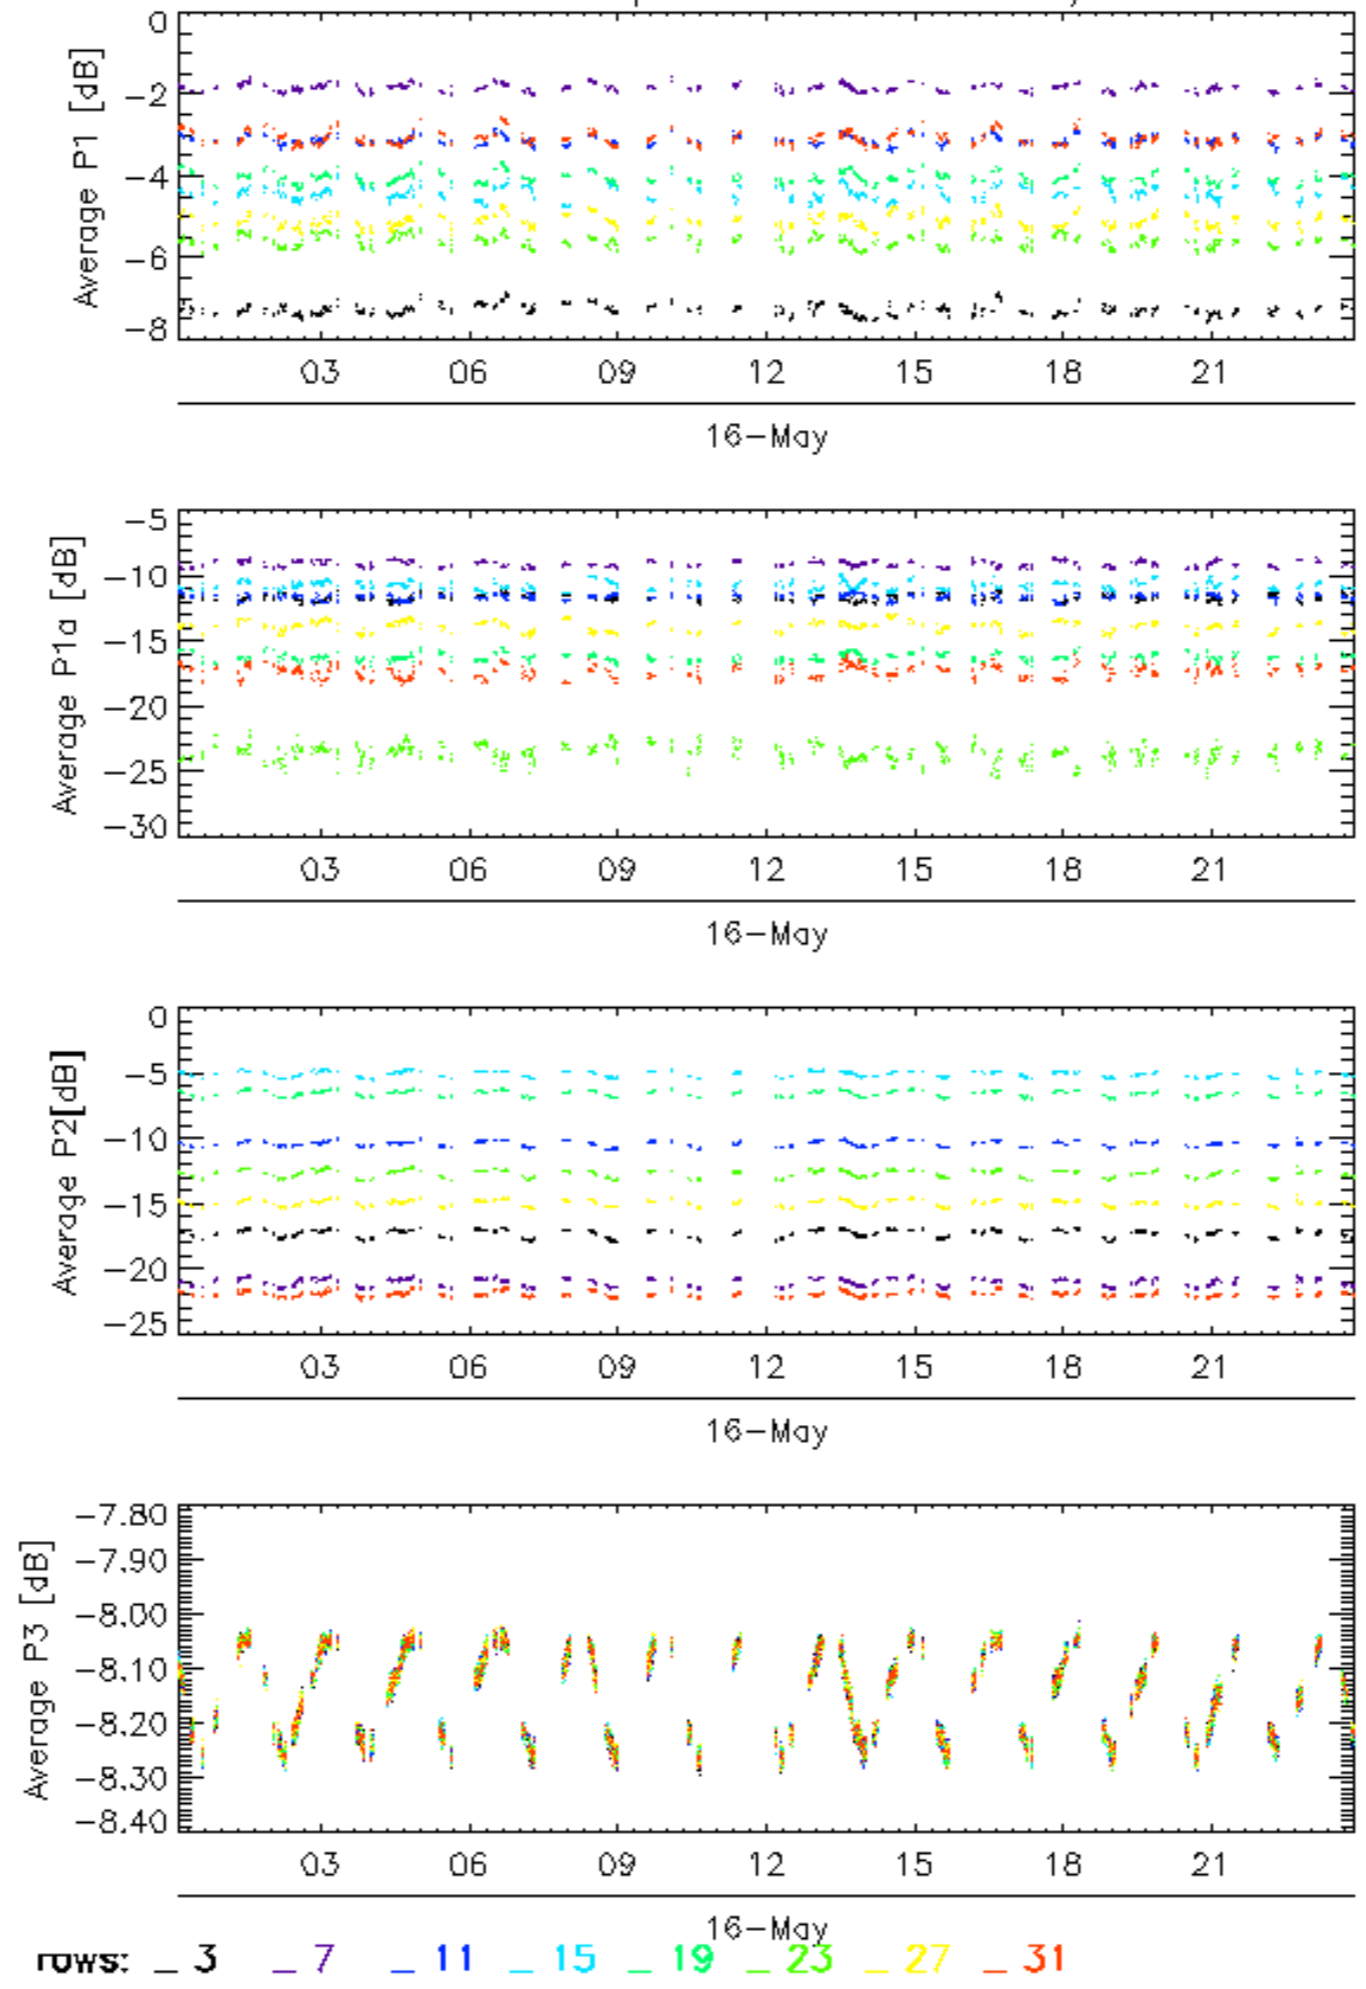 0
-2
-4
-6
-8
Average P1 [dB]
03 06 09 12 15 18 21
16-May
-5
-10
-15
-20
-25
-30
Average P1a [dB]
03 06 09 12 15 18 21
16-May
0
-5
-10
-15
-20
-25
Average P2[dB]
03 06 09 12 15 18 21
16-May
-7.80
-7.90
-8.00
-8.10
-8.20
-8.30
-8.40
Average P3 [dB]
03 06 09 12 15 18 21
16-May
rows: _ 3 _ 7 _ 11 _ 15 _ 19 _ 23 _ 27 _ 31